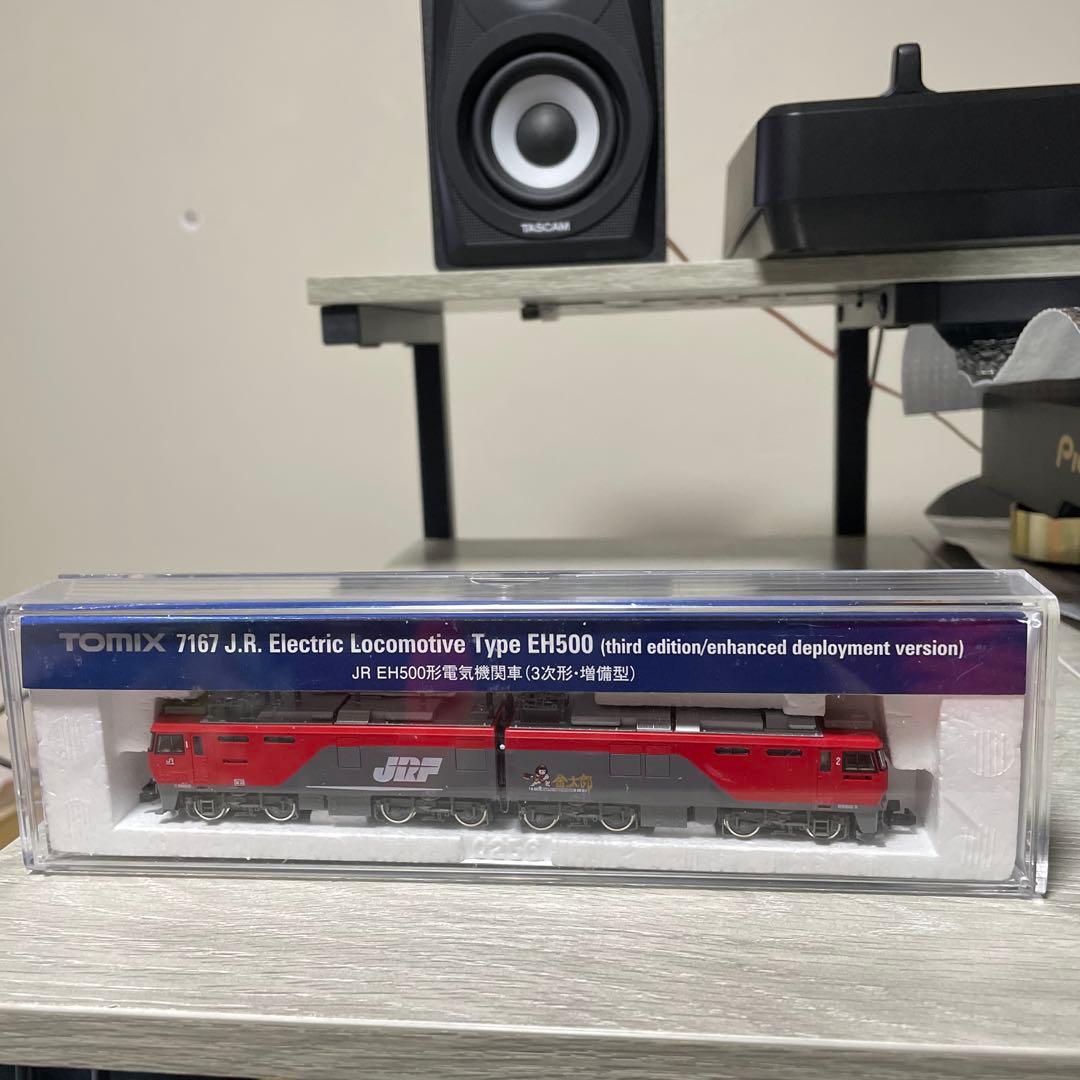 TASCAM
TOMIX 7167 J.R. Electric Locomotive Type EH500 (third edition/enhanced deployment version)
JR EH500形電気機関車(3次形・増備型)
JRF
金太郎
2